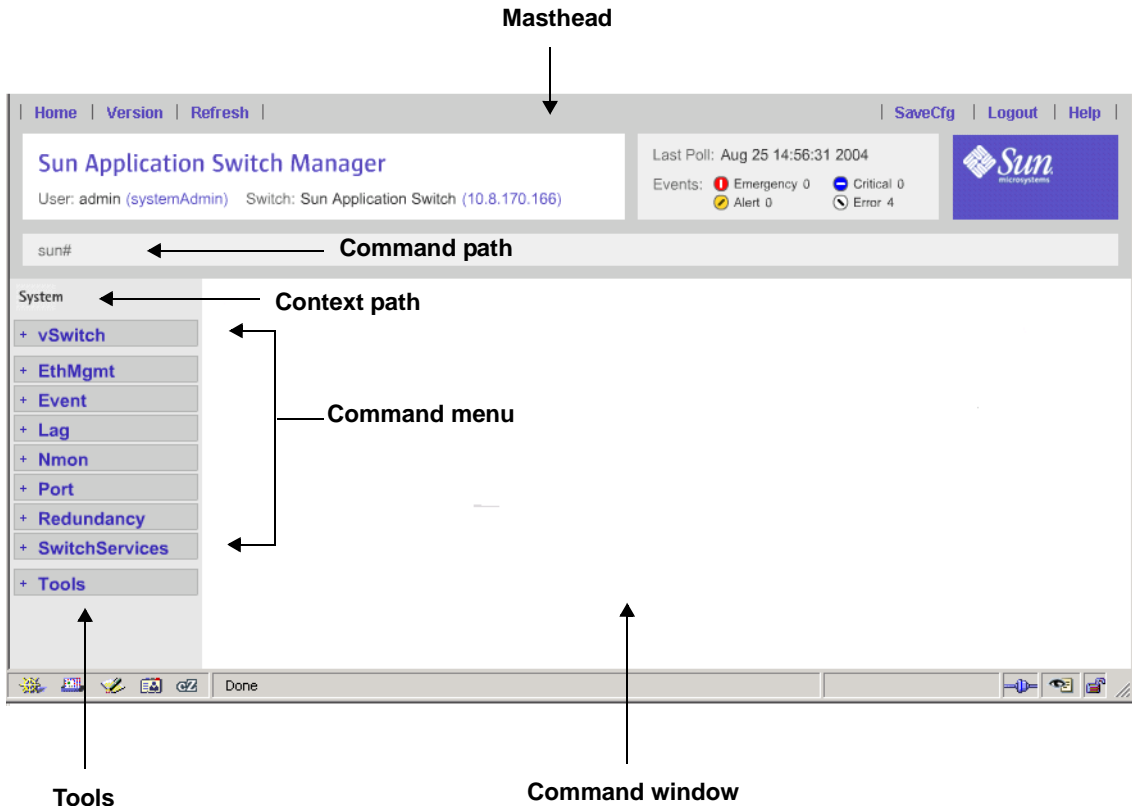 Masthead
| Home | Version | Refresh | | SaveCfg | Logout | Help |
Sun Application Switch Manager
User: admin (systemAdmin) Switch: Sun Application Switch (10.8.170.166)
Last Poll: Aug 25 14:56:31 2004
Events: Emergency 0 Critical 0
Alert 0 Error 4
Sun
microsystems
sun#
Command path
System
Context path
+ vSwitch
+ EthMgmt
+ Event
+ Lag
+ Nmon
+ Port
+ Redundancy
+ SwitchServices
+ Tools
Command menu
Done
Tools
Command window